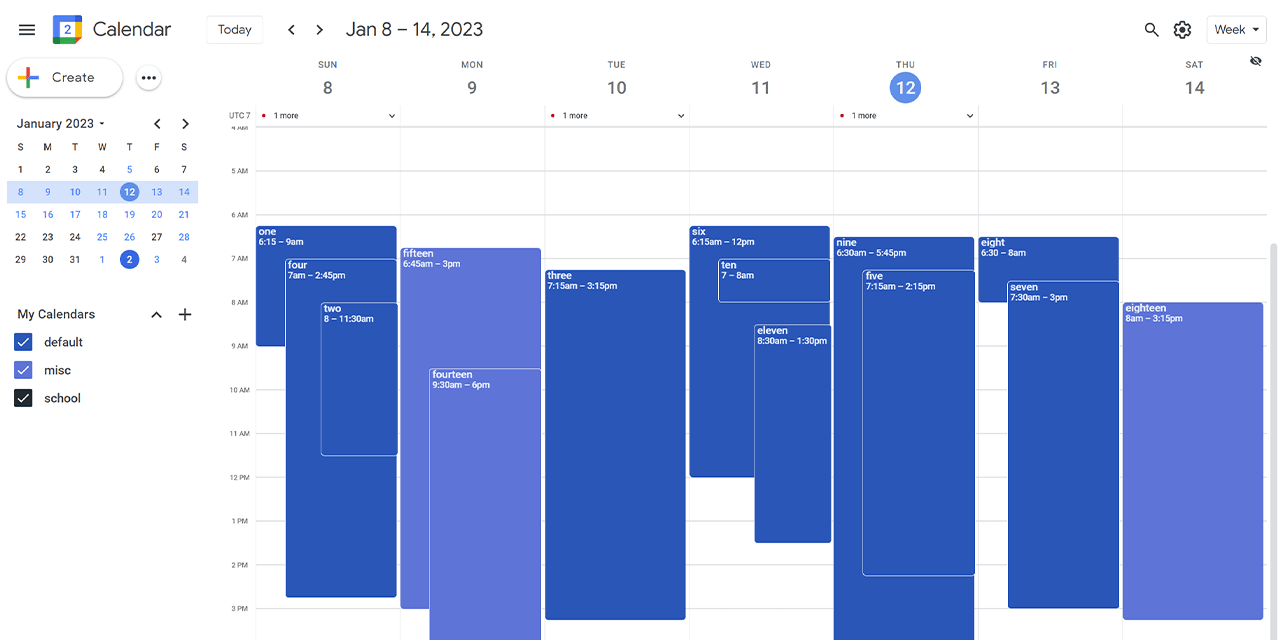 2 Calendar Today Jan 8 – 14, 2023 Week
Create
SUN MON TUE WED THU FRI SAT
8 9 10 11 12 13 14
UTC 7 1 more 1 more 1 more
January 2023
S M T W T F S
1 2 3 4 5 6 7
8 9 10 11 12 13 14
15 16 17 18 19 20 21
22 23 24 25 26 27 28
29 30 31 1 2 3 4
My Calendars
default
misc
school
4 AM
5 AM
6 AM
7 AM
8 AM
9 AM
10 AM
11 AM
12 PM
1 PM
2 PM
3 PM
one
6:15 – 9am
four
7am – 2:45pm
two
8 – 11:30am
fifteen
6:45am – 3pm
fourteen
9:30am – 6pm
three
7:15am – 3:15pm
six
6:15am – 12pm
ten
7 – 8am
eleven
8:30am – 1:30pm
nine
6:30am – 5:45pm
five
7:15am – 2:15pm
eight
6:30 – 8am
seven
7:30am – 3pm
eighteen
8am – 3:15pm